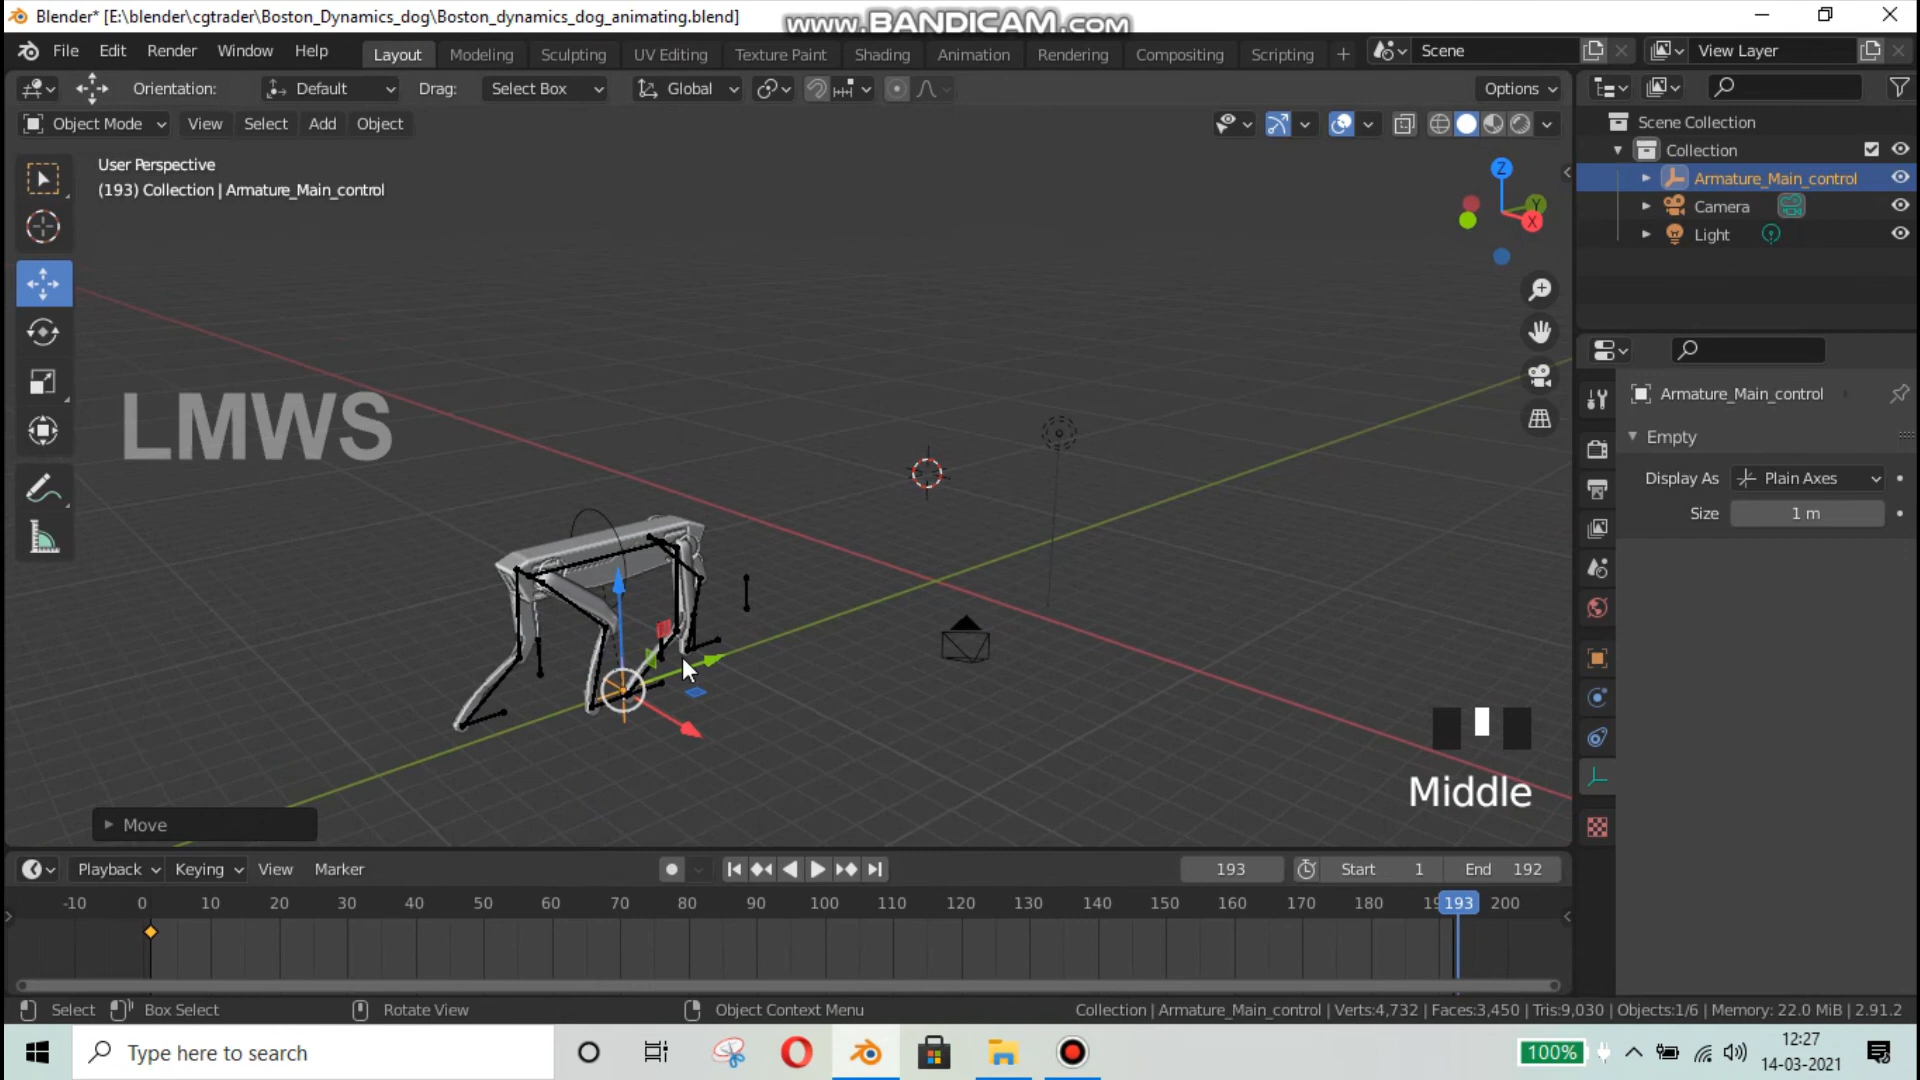 Blender* [E:\blender\cgtrader\Boston_Dynamics_dog\Boston_dynamics_dog_animating.blend]
www.BANDICAM.com
File Edit Render Window Help Layout Modeling Sculpting UV Editing Texture Paint Shading Animation Rendering Compositing Scripting + Scene View Layer
Orientation: Default Drag: Select Box Global Options
Object Mode View Select Add Object
Scene Collection
Collection
Armature_Main_control
Camera
Light
User Perspective
(193) Collection | Armature_Main_control
Z
Y
X
LMWS
Armature_Main_control
Empty
Display As Plain Axes
Size 1 m
Middle
Move
Playback Keying View Marker 193 Start 1 End 192
-10 0 10 20 30 40 50 60 70 80 90 100 110 120 130 140 150 160 170 180 193 200
Select Box Select Rotate View Object Context Menu Collection | Armature_Main_control | Verts:4,732 | Faces:3,450 | Tris:9,030 | Objects:1/6 | Memory: 22.0 MiB | 2.91.2
Type here to search
100%
12:27
14-03-2021